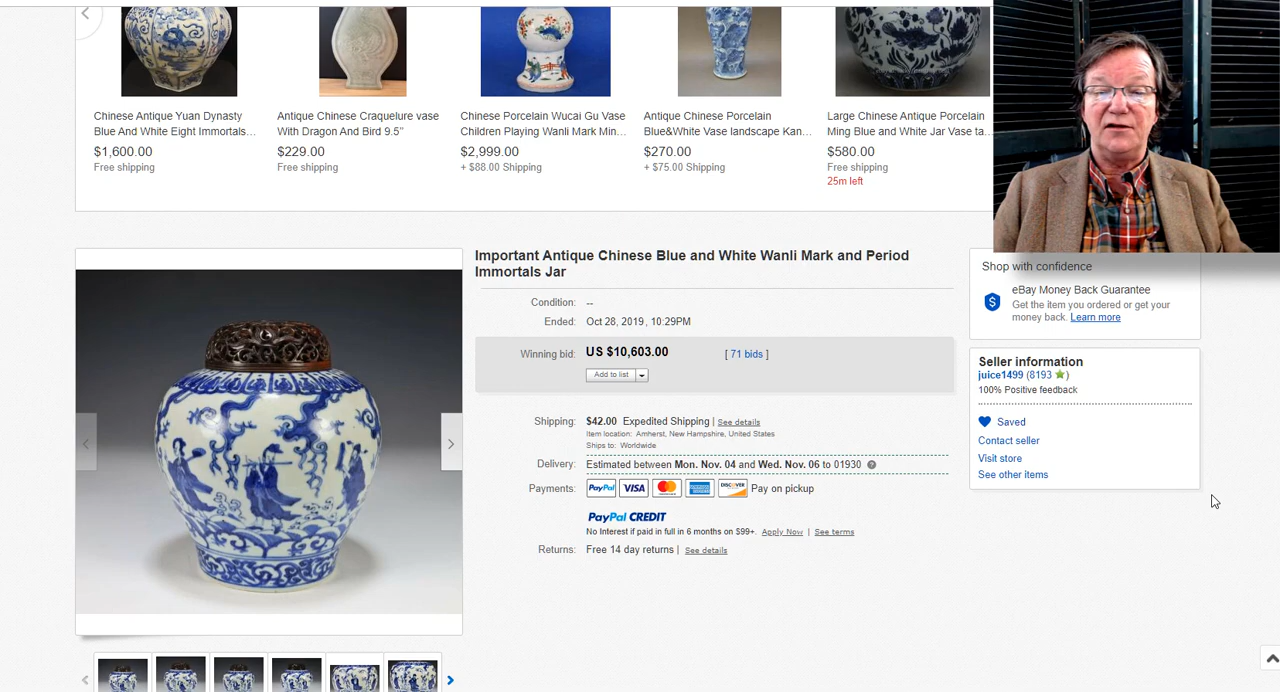 Chinese Antique Yuan Dynasty
Blue And White Eight Immortals...
$1,600.00
Free shipping
Antique Chinese Craquelure vase
With Dragon And Bird 9.5"
$229.00
Free shipping
Chinese Porcelain Wucai Gu Vase
Children Playing Wanli Mark Min...
$2,999.00
+ $88.00 Shipping
Antique Chinese Porcelain
Blue&White Vase landscape Kan...
$270.00
+ $75.00 Shipping
Large Chinese Antique Porcelain
Ming Blue and White Jar Vase ta...
$580.00
Free shipping
25m left
Important Antique Chinese Blue and White Wanli Mark and Period
Immortals Jar
Condition: --
Ended: Oct 28, 2019 , 10:29PM
Winning bid: US $10,603.00 [ 71 bids ]
Add to list
Shipping: $42.00 Expedited Shipping | See details
Item location: Amherst, New Hampshire, United States
Ships to: Worldwide
Delivery: Estimated between Mon. Nov. 04 and Wed. Nov. 06 to 01930 ?
Payments: PayPal VISA MasterCard AMERICAN EXPRESS DISCOVER Pay on pickup
PayPal CREDIT
No Interest if paid in full in 6 months on $99+. Apply Now | See terms
Returns: Free 14 day returns | See details
Shop with confidence
$ eBay Money Back Guarantee
Get the item you ordered or get your
money back. Learn more
Seller information
juice1499 (8193 )
100% Positive feedback
Saved
Contact seller
Visit store
See other items